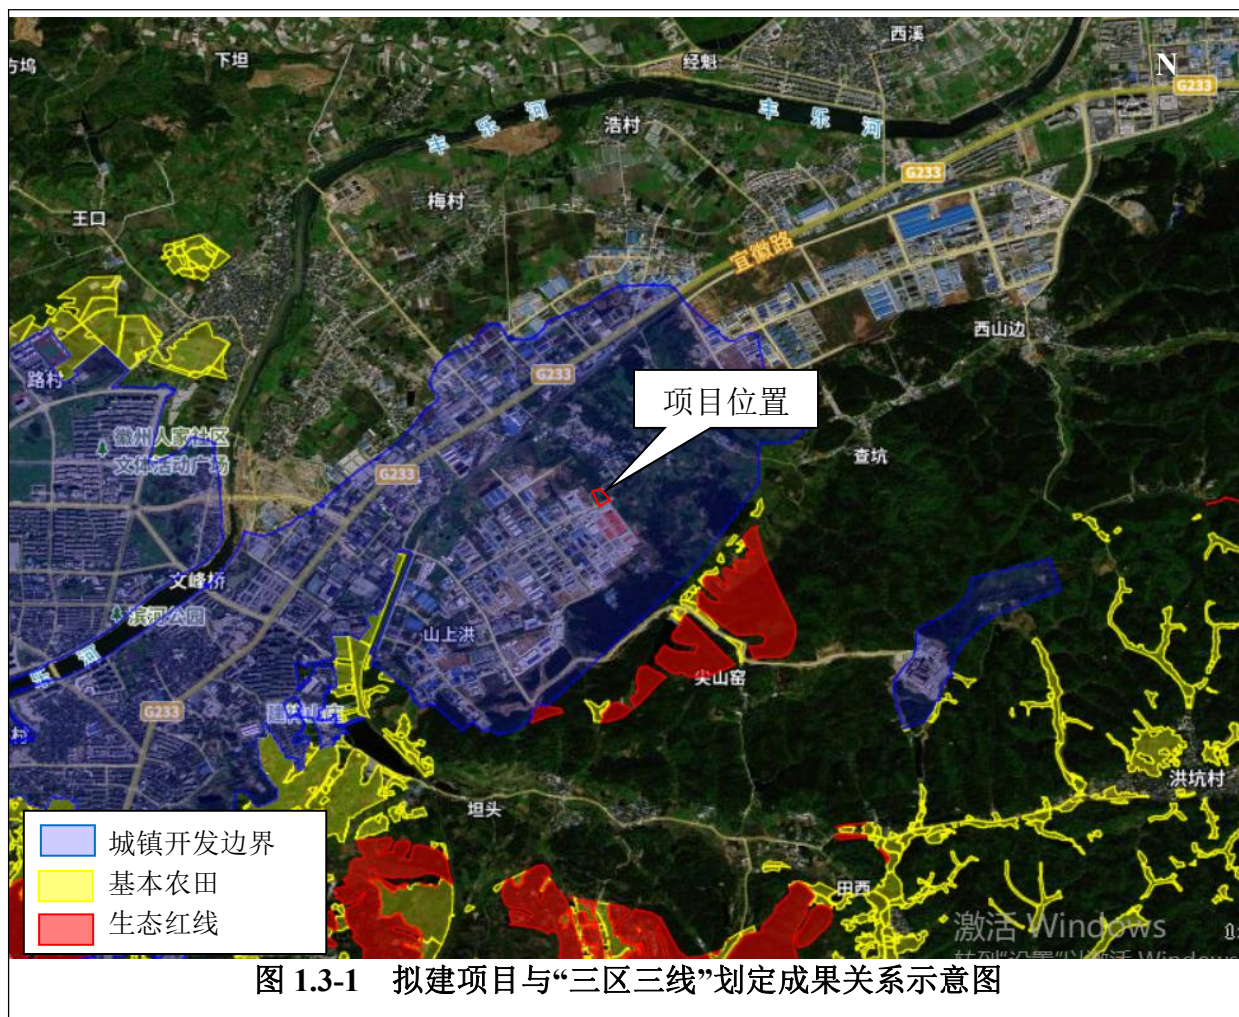 西溪
下坦
经魁
方坞
N
G233
丰乐河
丰乐河
浩村
G233
梅村
王口
宜徽路
西山边
路村
G233
项目位置
徽州人家社区
文体活动广场
查坑
G233
文峰桥
滨河公园
山上洪
尖山窑
河
G233
村
洪坑村
坦头
城镇开发边界
基本农田
生态红线
田西
激活 Windows
图 1.3-1 拟建项目与“三区三线”划定成果关系示意图